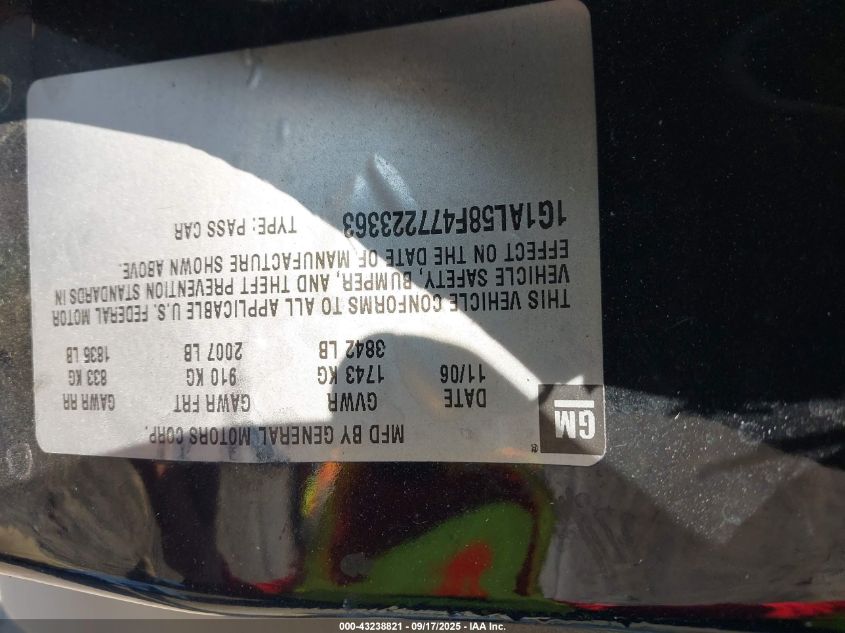 GM
®
MFD BY GENERAL MOTORS CORP.
DATE GVWR GAWR FRT GAWR RR
11/06 1743 KG 910 KG 833 KG
3842 LB 2007 LB 1835 LB
THIS VEHICLE CONFORMS TO ALL APPLICABLE U.S. FEDERAL MOTOR
VEHICLE SAFETY, BUMPER, AND THEFT PREVENTION STANDARDS IN
EFFECT ON THE DATE OF MANUFACTURE SHOWN ABOVE.
1G1AL58F477223363 TYPE: PASS CAR
000-43238821 - 09/17/2025 - IAA Inc.